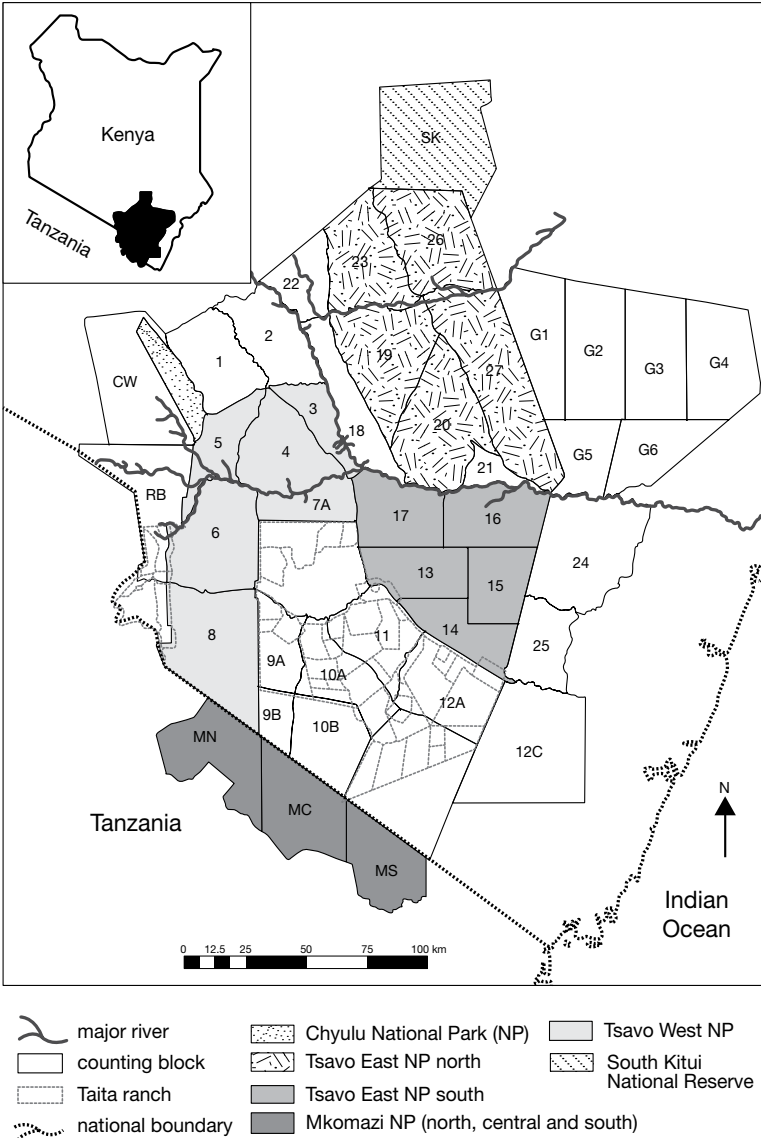 Kenya
Tanzania
SK
26
23
22
G1
G2
G3
G4
2
1
19
27
CW
3
18
20
5
4
21
G5
G6
RB
7A
17
16
6
24
13
15
8
11
14
25
9A
10A
12A
9B
10B
12C
MN
MC
MS
Tanzania
N
Indian
Ocean
0 12.5 25 50 75 100 km
major river
counting block
Taita ranch
national boundary
Chyulu National Park (NP)
Tsavo East NP north
Tsavo East NP south
Mkomazi NP (north, central and south)
Tsavo West NP
South Kitui
National Reserve